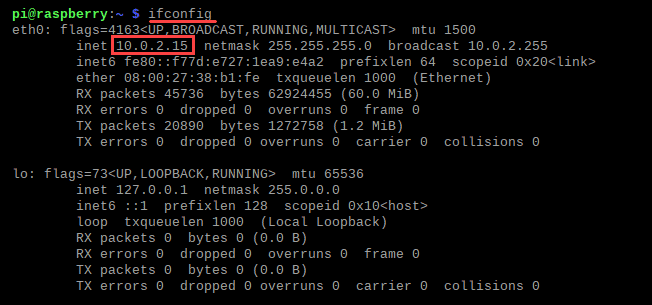 pi@raspberry:~ $ ifconfig
eth0: flags=4163<UP,BROADCAST,RUNNING,MULTICAST>  mtu 1500
inet 10.0.2.15  netmask 255.255.255.0  broadcast 10.0.2.255
inet6 fe80::f77d:e727:1ea9:e4a2  prefixlen 64  scopeid 0x20<link>
ether 08:00:27:38:b1:fe  txqueuelen 1000  (Ethernet)
RX packets 45736  bytes 62924455 (60.0 MiB)
RX errors 0  dropped 0  overruns 0  frame 0
TX packets 20890  bytes 1272758 (1.2 MiB)
TX errors 0  dropped 0 overruns 0  carrier 0  collisions 0
lo: flags=73<UP,LOOPBACK,RUNNING>  mtu 65536
inet 127.0.0.1  netmask 255.0.0.0
inet6 ::1  prefixlen 128  scopeid 0x10<host>
loop  txqueuelen 1000  (Local Loopback)
RX packets 0  bytes 0 (0.0 B)
RX errors 0  dropped 0  overruns 0  frame 0
TX packets 0  bytes 0 (0.0 B)
TX errors 0  dropped 0 overruns 0  carrier 0  collisions 0